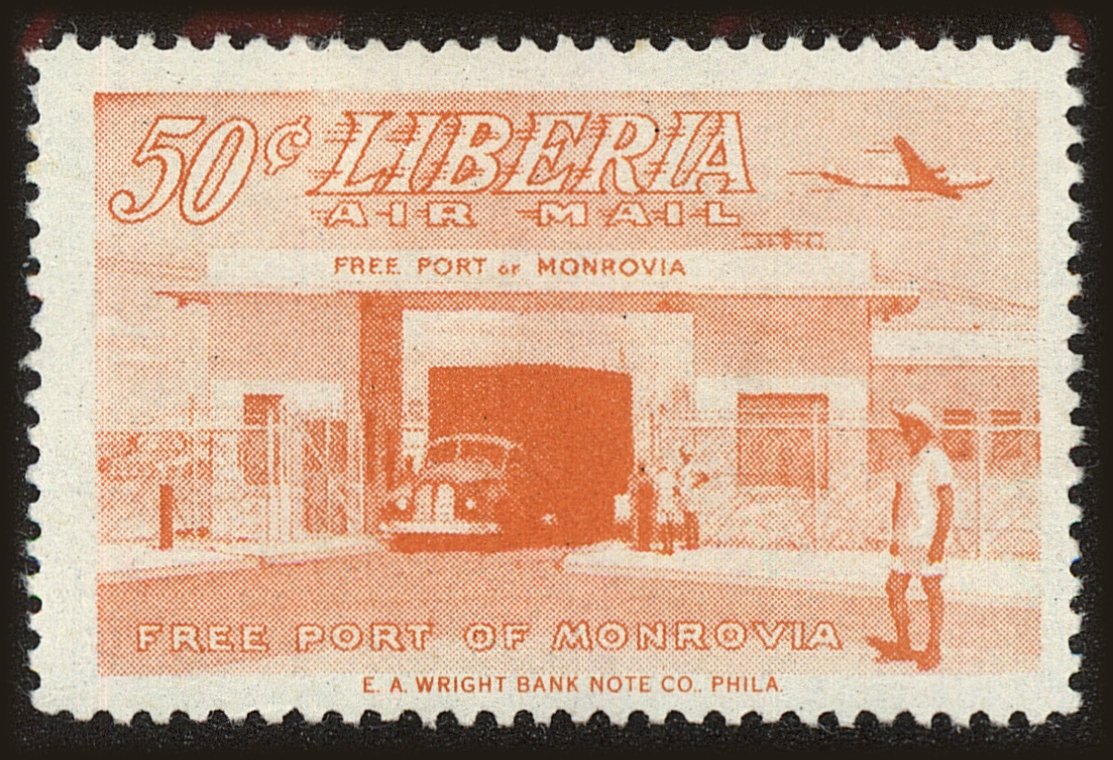 50¢ LIBERIA
AIR MAIL
FREE PORT OF MONROVIA
FREE PORT OF MONROVIA
E. A. WRIGHT BANK NOTE CO., PHILA.